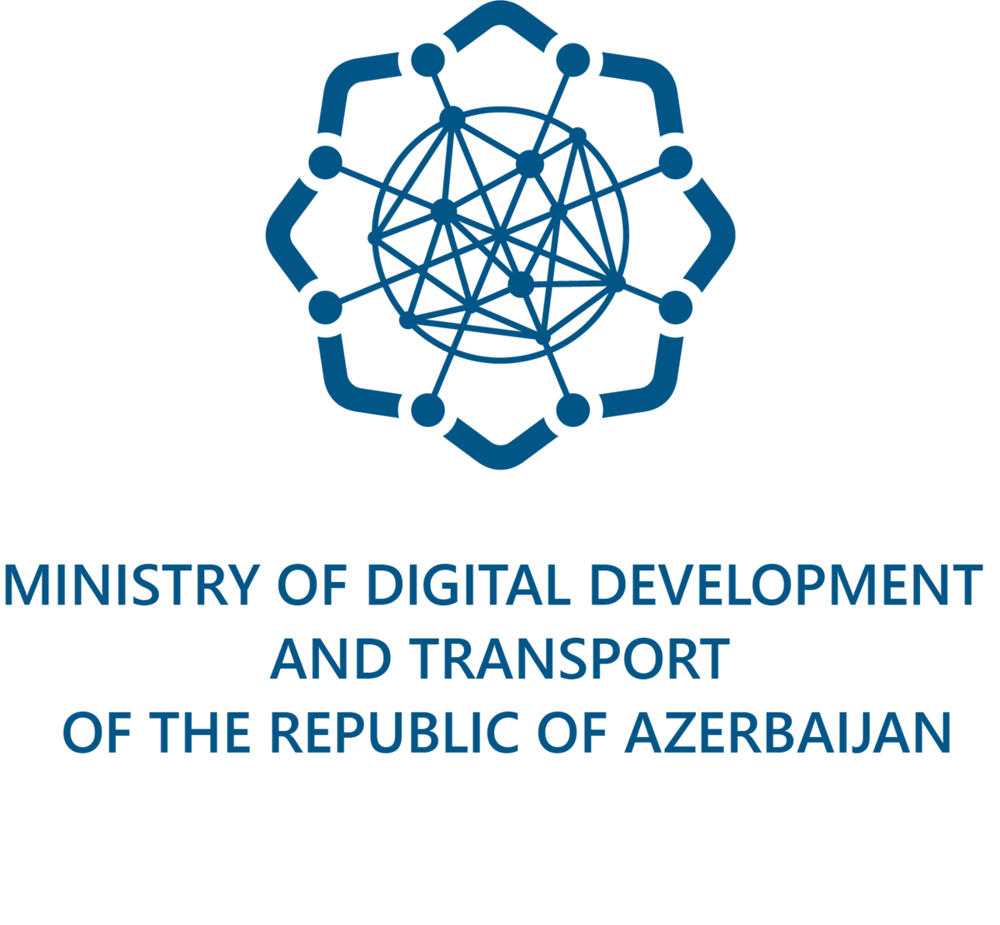 MINISTRY OF DIGITAL DEVELOPMENT
AND TRANSPORT
OF THE REPUBLIC OF AZERBAIJAN